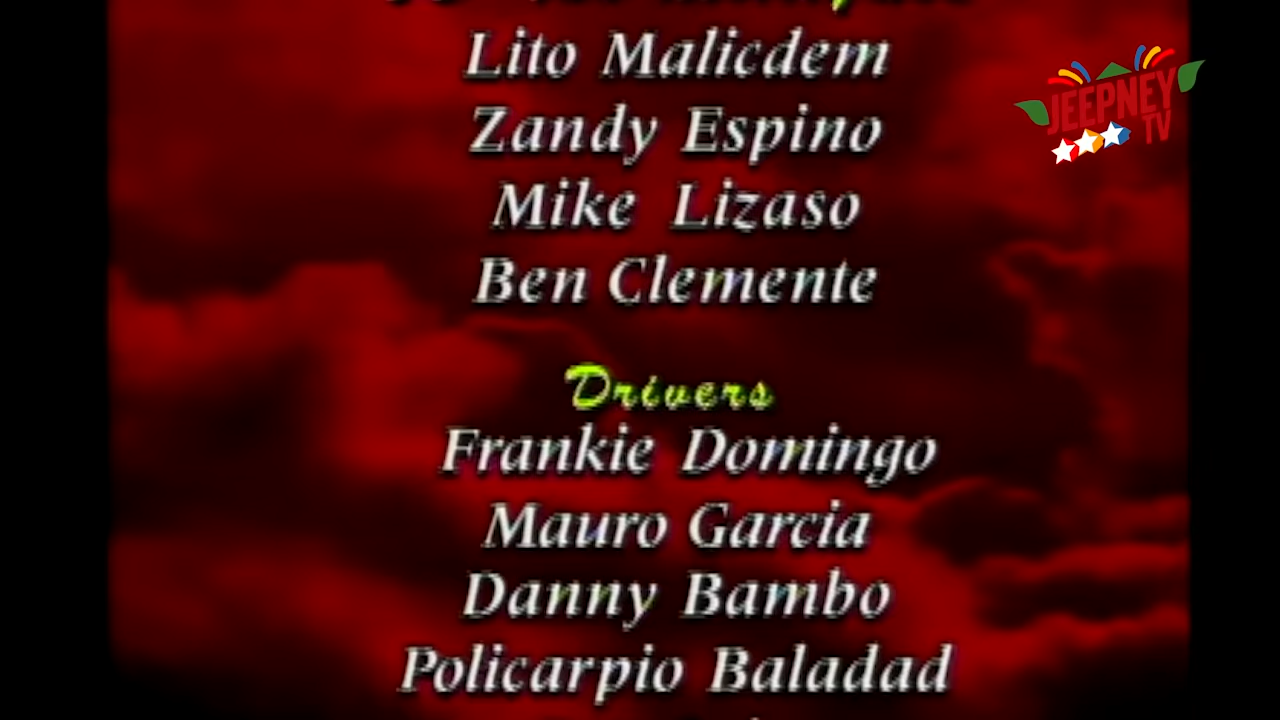 Lito Malicdem
Zandy Espino
Mike Lizaso
Ben Clemente
Drivers
Frankie Domingo
Mauro Garcia
Danny Bambo
Policarpio Baladad
JEEPNEY
TV